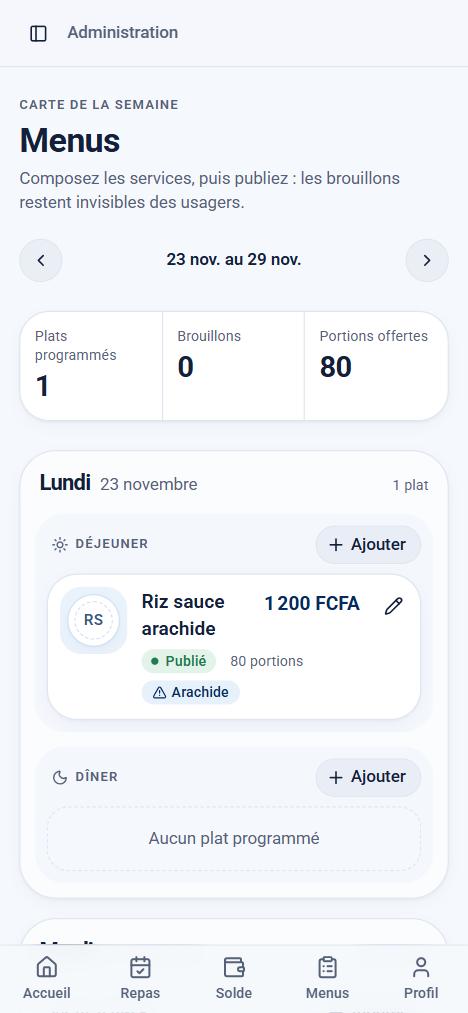 Administration
CARTE DE LA SEMAINE
Menus
Composez les services, puis publiez : les brouillons
restent invisibles des usagers.
23 nov. au 29 nov.
Plats
programmés
1
Brouillons
0
Portions offertes
80
Lundi 23 novembre
1 plat
DÉJEUNER
Ajouter
RS
Riz sauce
arachide
1 200 FCFA
Publié
80 portions
Arachide
DÎNER
Ajouter
Aucun plat programmé
Accueil
Repas
Solde
Menus
Profil